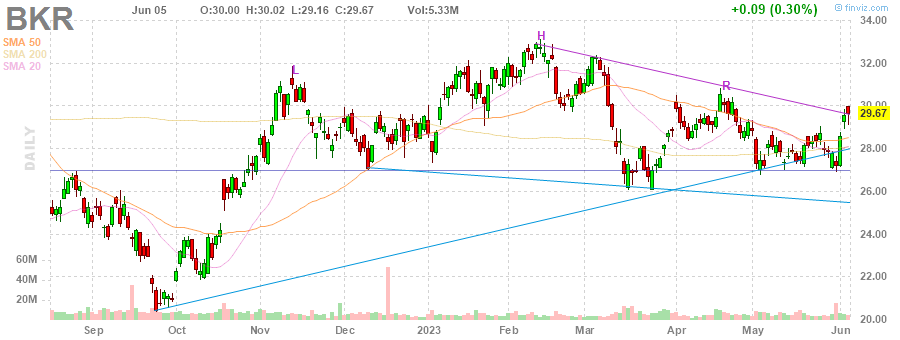 BKR
Jun 05 O:30.00 H:30.02 L:29.16 C:29.67 Vol:5.33M +0.09 (0.30%)
© finviz.com
SMA 50
SMA 200
SMA 20
DAILY
L
H
R
34.00
32.00
30.00
29.67
28.00
26.00
24.00
22.00
20.00
60M
40M
20M
Sep Oct Nov Dec 2023 Feb Mar Apr May Jun